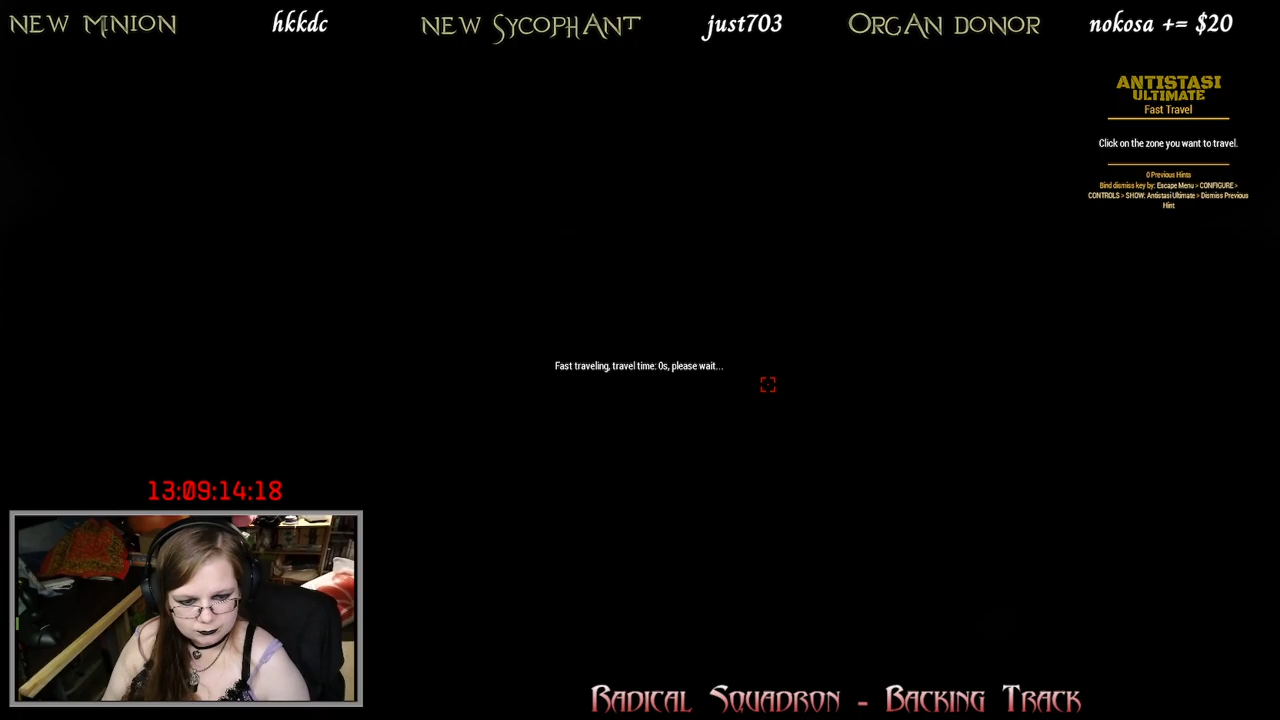 NEW MINION hkkdc NEW SYCOPHANT just703 ORGAN DONOR nokosa += $20
ANTISTASI
ULTIMATE
Fast Travel
Click on the zone you want to travel.
0 Previous Hints
Bind dismiss key by: Escape Menu > CONFIGURE >
CONTROLS > SHOW: Antistasi Ultimate > Dismiss Previous
Hint
Fast traveling, travel time: 0s, please wait...
13:09:14:18
RADICAL SQUADRON - BACKING TRACK